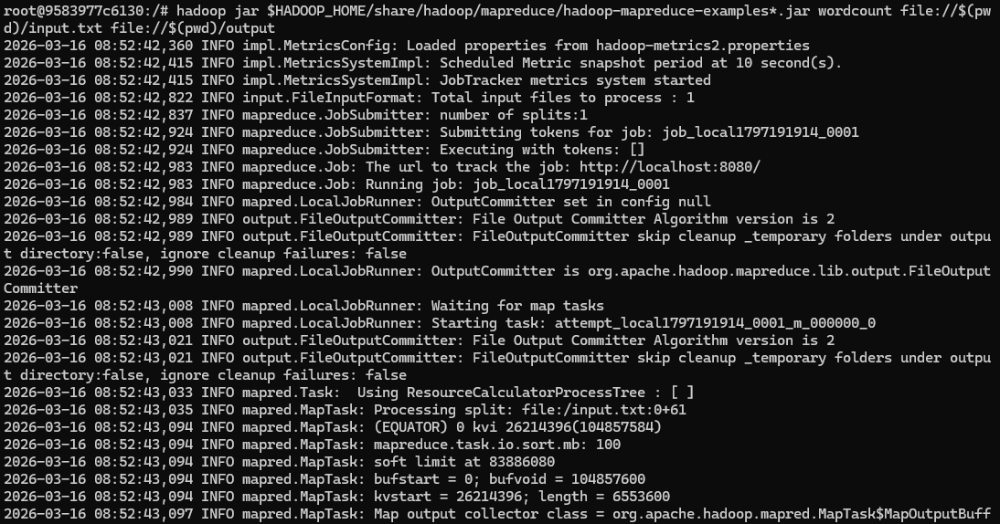 root@9583977c6130:/# hadoop jar $HADOOP_HOME/share/hadoop/mapreduce/hadoop-mapreduce-examples*.jar wordcount file://$(pw
d)/input.txt file://$(pwd)/output
2026-03-16 08:52:42,360 INFO impl.MetricsConfig: Loaded properties from hadoop-metrics2.properties
2026-03-16 08:52:42,415 INFO impl.MetricsSystemImpl: Scheduled Metric snapshot period at 10 second(s).
2026-03-16 08:52:42,415 INFO impl.MetricsSystemImpl: JobTracker metrics system started
2026-03-16 08:52:42,822 INFO input.FileInputFormat: Total input files to process : 1
2026-03-16 08:52:42,837 INFO mapreduce.JobSubmitter: number of splits:1
2026-03-16 08:52:42,924 INFO mapreduce.JobSubmitter: Submitting tokens for job: job_local1797191914_0001
2026-03-16 08:52:42,924 INFO mapreduce.JobSubmitter: Executing with tokens: []
2026-03-16 08:52:42,983 INFO mapreduce.Job: The url to track the job: http://localhost:8080/
2026-03-16 08:52:42,983 INFO mapreduce.Job: Running job: job_local1797191914_0001
2026-03-16 08:52:42,984 INFO mapred.LocalJobRunner: OutputCommitter set in config null
2026-03-16 08:52:42,989 INFO output.FileOutputCommitter: File Output Committer Algorithm version is 2
2026-03-16 08:52:42,989 INFO output.FileOutputCommitter: FileOutputCommitter skip cleanup _temporary folders under outpu
t directory:false, ignore cleanup failures: false
2026-03-16 08:52:42,990 INFO mapred.LocalJobRunner: OutputCommitter is org.apache.hadoop.mapreduce.lib.output.FileOutput
Committer
2026-03-16 08:52:43,008 INFO mapred.LocalJobRunner: Waiting for map tasks
2026-03-16 08:52:43,008 INFO mapred.LocalJobRunner: Starting task: attempt_local1797191914_0001_m_000000_0
2026-03-16 08:52:43,021 INFO output.FileOutputCommitter: File Output Committer Algorithm version is 2
2026-03-16 08:52:43,021 INFO output.FileOutputCommitter: FileOutputCommitter skip cleanup _temporary folders under outpu
t directory:false, ignore cleanup failures: false
2026-03-16 08:52:43,033 INFO mapred.Task:  Using ResourceCalculatorProcessTree : [ ]
2026-03-16 08:52:43,035 INFO mapred.MapTask: Processing split: file:/input.txt:0+61
2026-03-16 08:52:43,094 INFO mapred.MapTask: (EQUATOR) 0 kvi 26214396(104857584)
2026-03-16 08:52:43,094 INFO mapred.MapTask: mapreduce.task.io.sort.mb: 100
2026-03-16 08:52:43,094 INFO mapred.MapTask: soft limit at 83886080
2026-03-16 08:52:43,094 INFO mapred.MapTask: bufstart = 0; bufvoid = 104857600
2026-03-16 08:52:43,094 INFO mapred.MapTask: kvstart = 26214396; length = 6553600
2026-03-16 08:52:43,097 INFO mapred.MapTask: Map output collector class = org.apache.hadoop.mapred.MapTask$MapOutputBuff